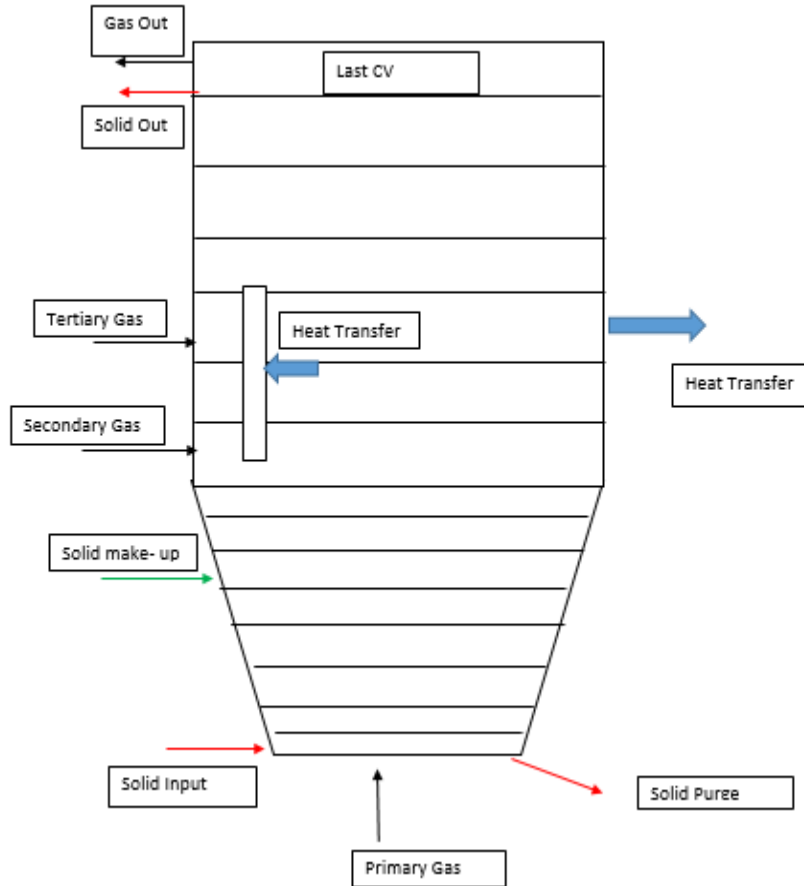 Gas Out
Last CV
Solid Out
Tertiary Gas
Heat Transfer
Heat Transfer
Secondary Gas
Solid make- up
Solid Input
Solid Purge
Primary Gas